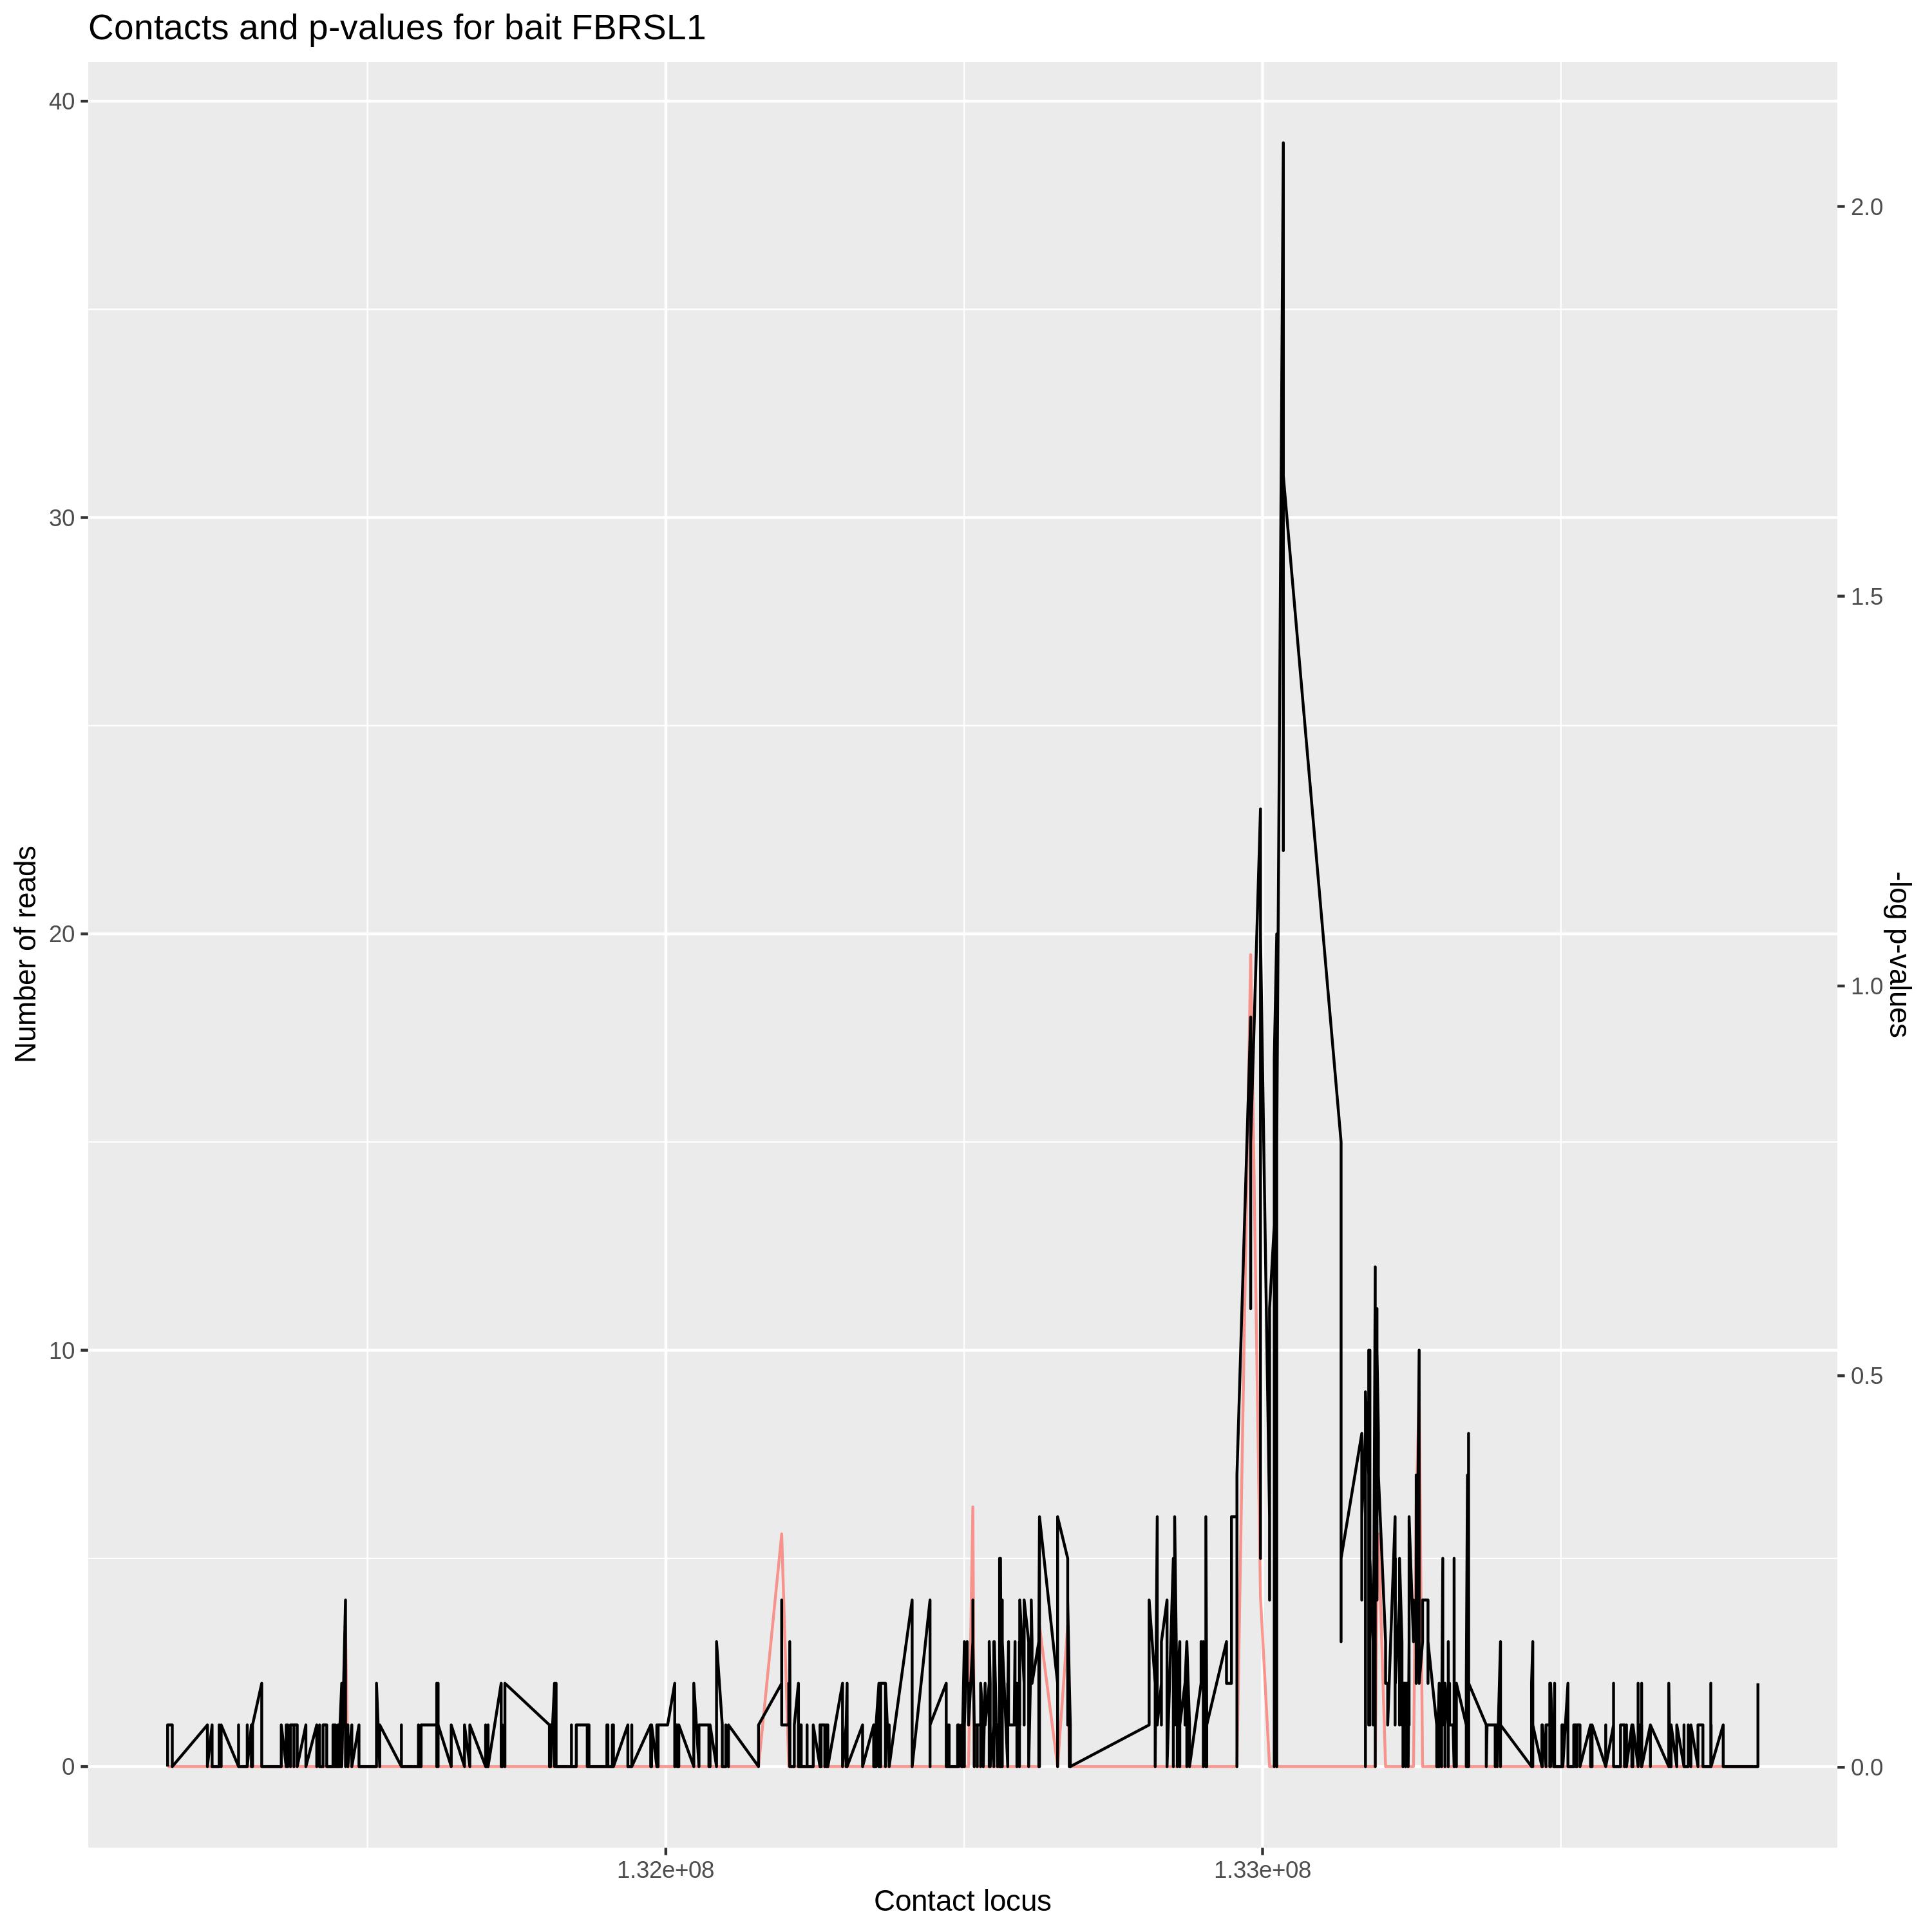 Contacts and p-values for bait FBRSL1
40
30
20
10
0
Number of reads
2.0
1.5
1.0
0.5
0.0
-log p-values
1.32e+08
1.33e+08
Contact locus